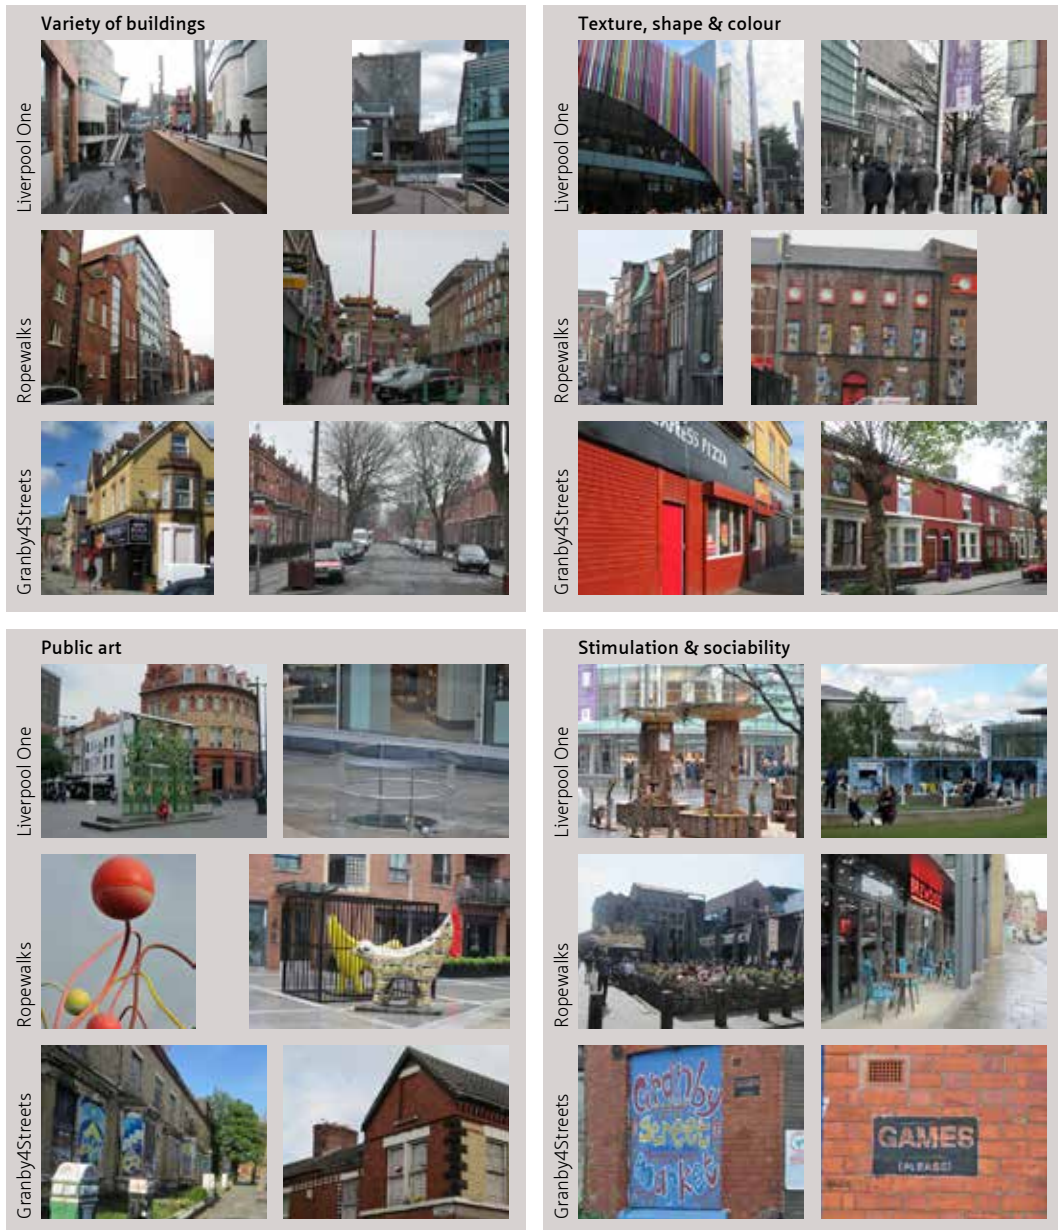 Variety of buildings
Liverpool One
Ropewalks
Granby4Streets
Texture, shape & colour
Liverpool One
Ropewalks
EXPRESS PIZZA
Granby4Streets
Public art
Liverpool One
Ropewalks
Granby4Streets
Stimulation & sociability
Liverpool One
Ropewalks
Granby4Streets
Granby
Street
Market
GAMES
(PLEASE)